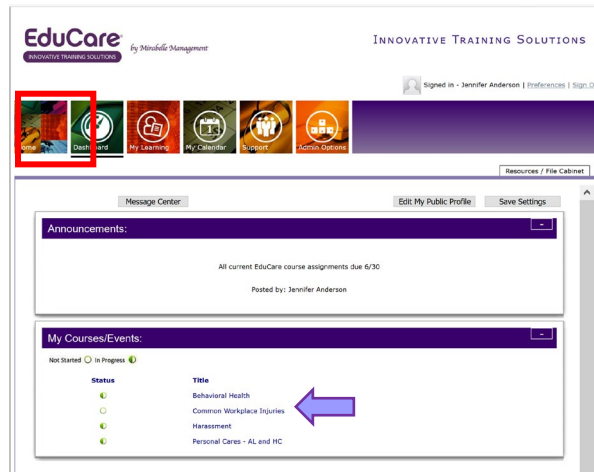 EduCare
by Mirabelle Management
INNOVATIVE TRAINING SOLUTIONS
INNOVATIVE TRAINING SOLUTIONS
Signed in - Jennifer Anderson | Preferences | Sign O
Home Dashboard My Learning My Calendar Support Admin Options
Resources / File Cabinet
Message Center Edit My Public Profile Save Settings
Announcements: -
All current EduCare course assignments due 6/30
Posted by: Jennifer Anderson
My Courses/Events: -
Not Started In Progress
Status Title
Behavioral Health
Common Workplace Injuries
Harassment
Personal Cares - AL and HC